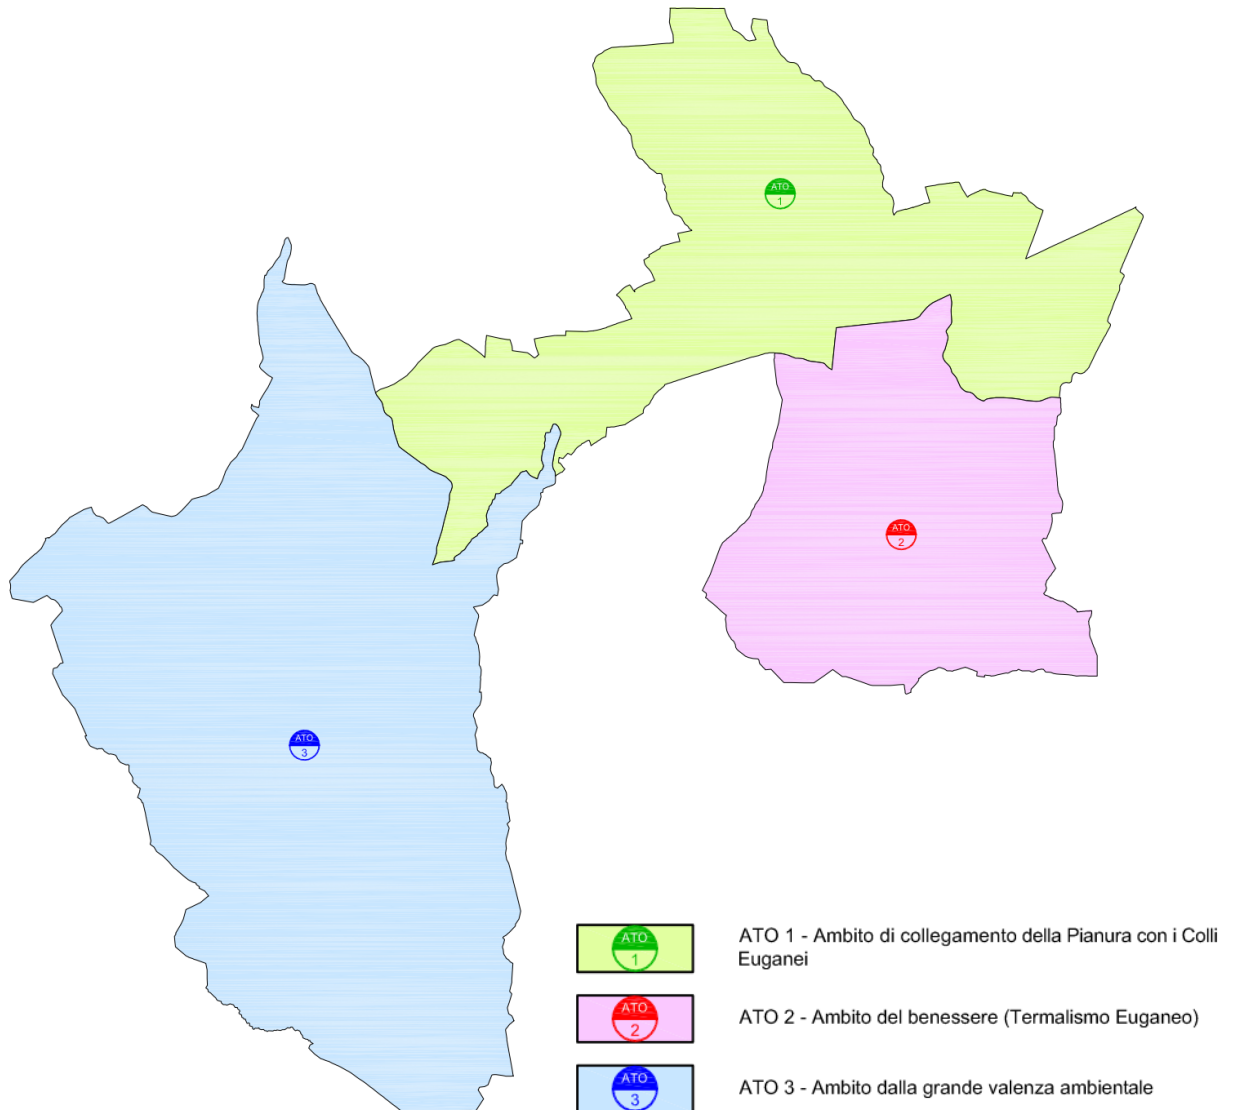 ATO
1
ATO
2
ATO
3
ATO
1
ATO 1 - Ambito di collegamento della Pianura con i Colli
Euganei
ATO
2
ATO 2 - Ambito del benessere (Termalismo Euganeo)
ATO
3
ATO 3 - Ambito dalla grande valenza ambientale